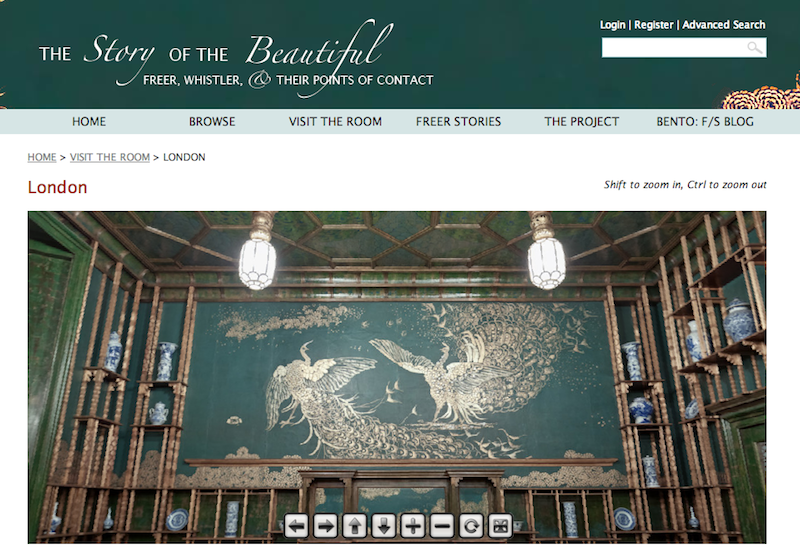 Login | Register | Advanced Search
THE Story OF THE Beautiful
FREER, WHISTLER, & THEIR POINTS OF CONTACT
HOME BROWSE VISIT THE ROOM FREER STORIES THE PROJECT BENTO: F/S BLOG
HOME > VISIT THE ROOM > LONDON
London
Shift to zoom in, Ctrl to zoom out